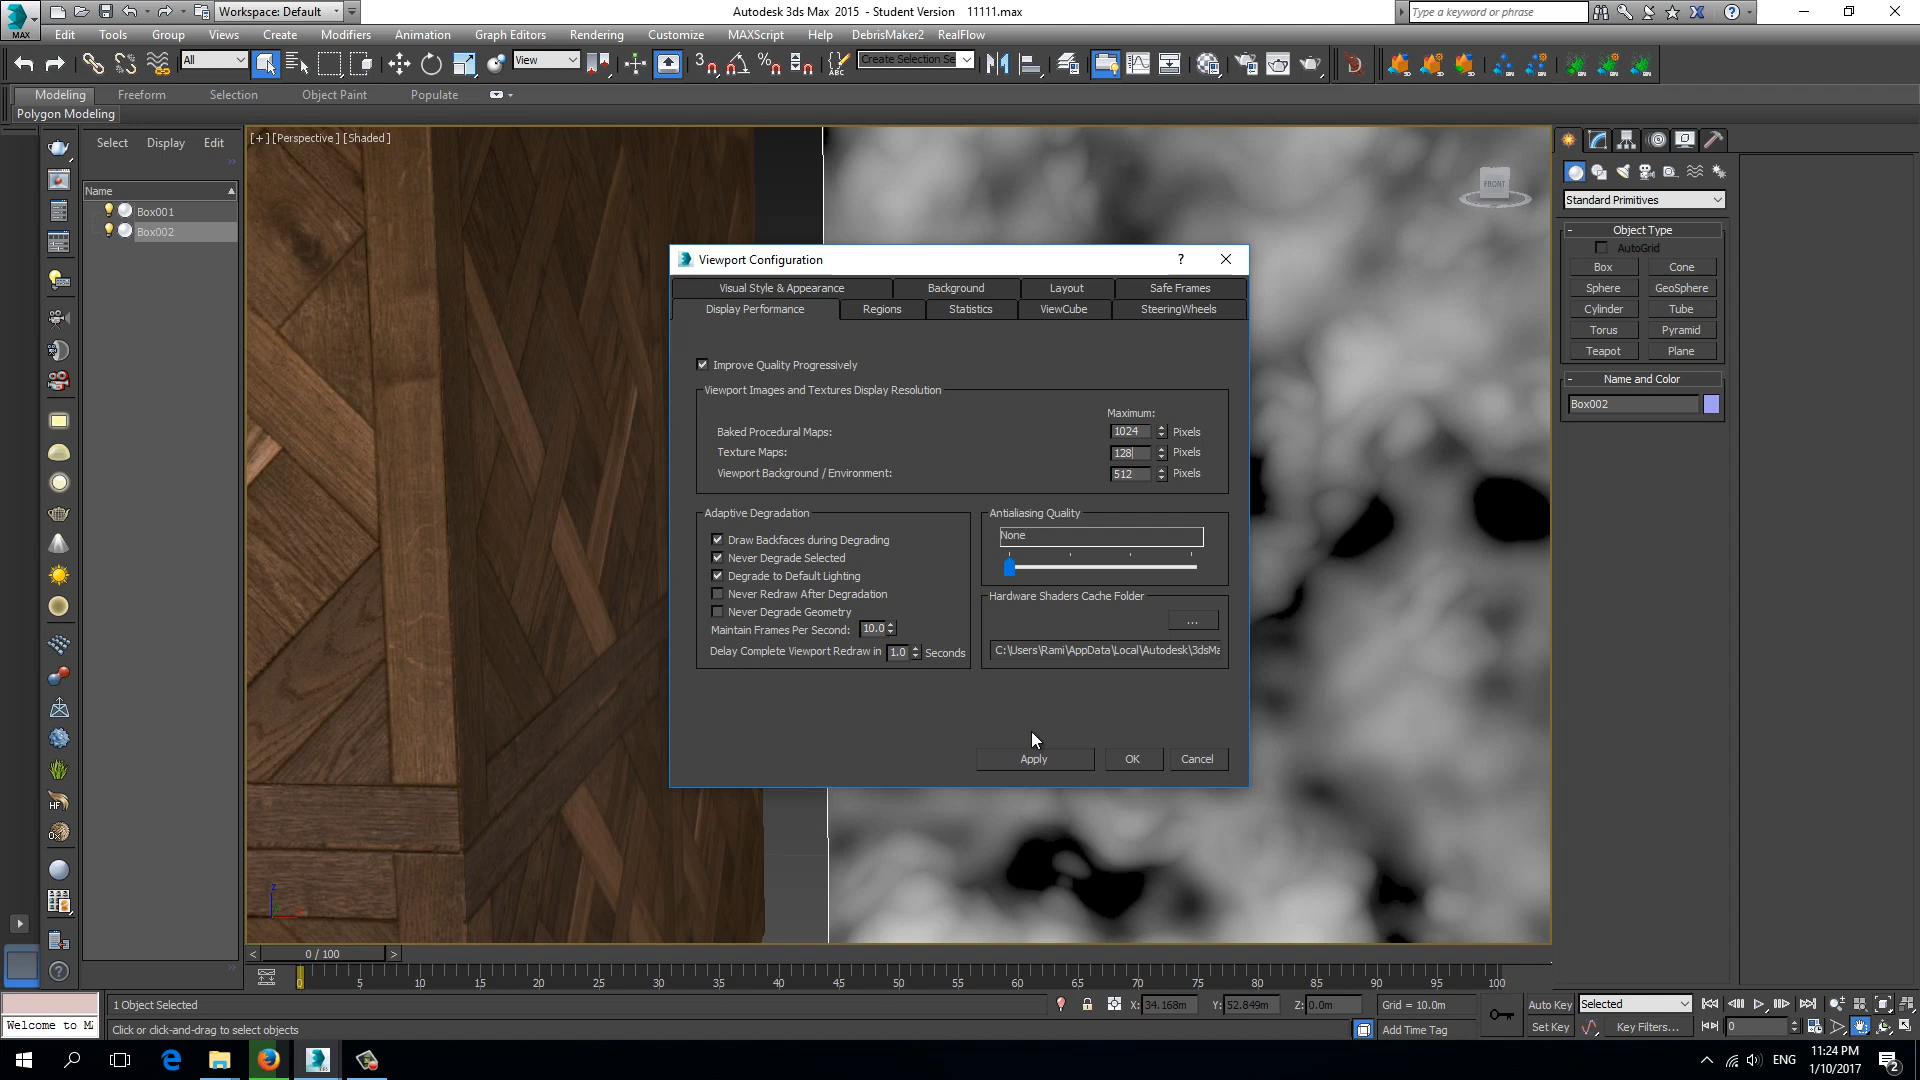 Workspace: Default
Autodesk 3ds Max 2015 - Student Version 11111.max
Type a keyword or phrase
MAX
Edit Tools Group Views Create Modifiers Animation Graph Editors Rendering Customize MAXScript Help DebrisMaker2 RealFlow
All
View
3
ABC
Create Selection Se
Modeling Freeform Selection Object Paint Populate
Polygon Modeling
Select Display Edit
Name
Box001
Box002
[+] [Perspective] [Shaded]
FRONT
Viewport Configuration
Visual Style & Appearance Background Layout Safe Frames
Display Performance Regions Statistics ViewCube SteeringWheels
Improve Quality Progressively
Viewport Images and Textures Display Resolution
Maximum:
Baked Procedural Maps: 1024 Pixels
Texture Maps: 128 Pixels
Viewport Background / Environment: 512 Pixels
Adaptive Degradation
Draw Backfaces during Degrading
Never Degrade Selected
Degrade to Default Lighting
Never Redraw After Degradation
Never Degrade Geometry
Maintain Frames Per Second: 10.0
Delay Complete Viewport Redraw in 1.0 Seconds
Antialiasing Quality
None
Hardware Shaders Cache Folder
...
C:\Users\Rami\AppData\Local\Autodesk\3dsMa
Apply OK Cancel
Standard Primitives
- Object Type
AutoGrid
Box Cone
Sphere GeoSphere
Cylinder Tube
Torus Pyramid
Teapot Plane
- Name and Color
Box002
HF
z
< 0 / 100 >
0 5 10 15 20 25 30 35 40 45 50 55 60 65 70 75 80 85 90 95 100
1 Object Selected
X: 34.168m Y: 52.849m Z: 0.0m Grid = 10.0m
Auto Key Selected
Welcome to M
Click or click-and-drag to select objects
Add Time Tag
Set Key Key Filters... 0
ENG
11:24 PM
1/10/2017
2